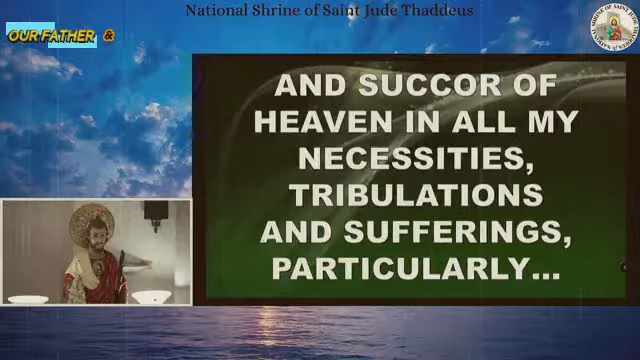 National Shrine of Saint Jude Thaddeus
OUR FATHER &
AND SUCCOR OF
HEAVEN IN ALL MY
NECESSITIES,
TRIBULATIONS
AND SUFFERINGS,
PARTICULARLY...